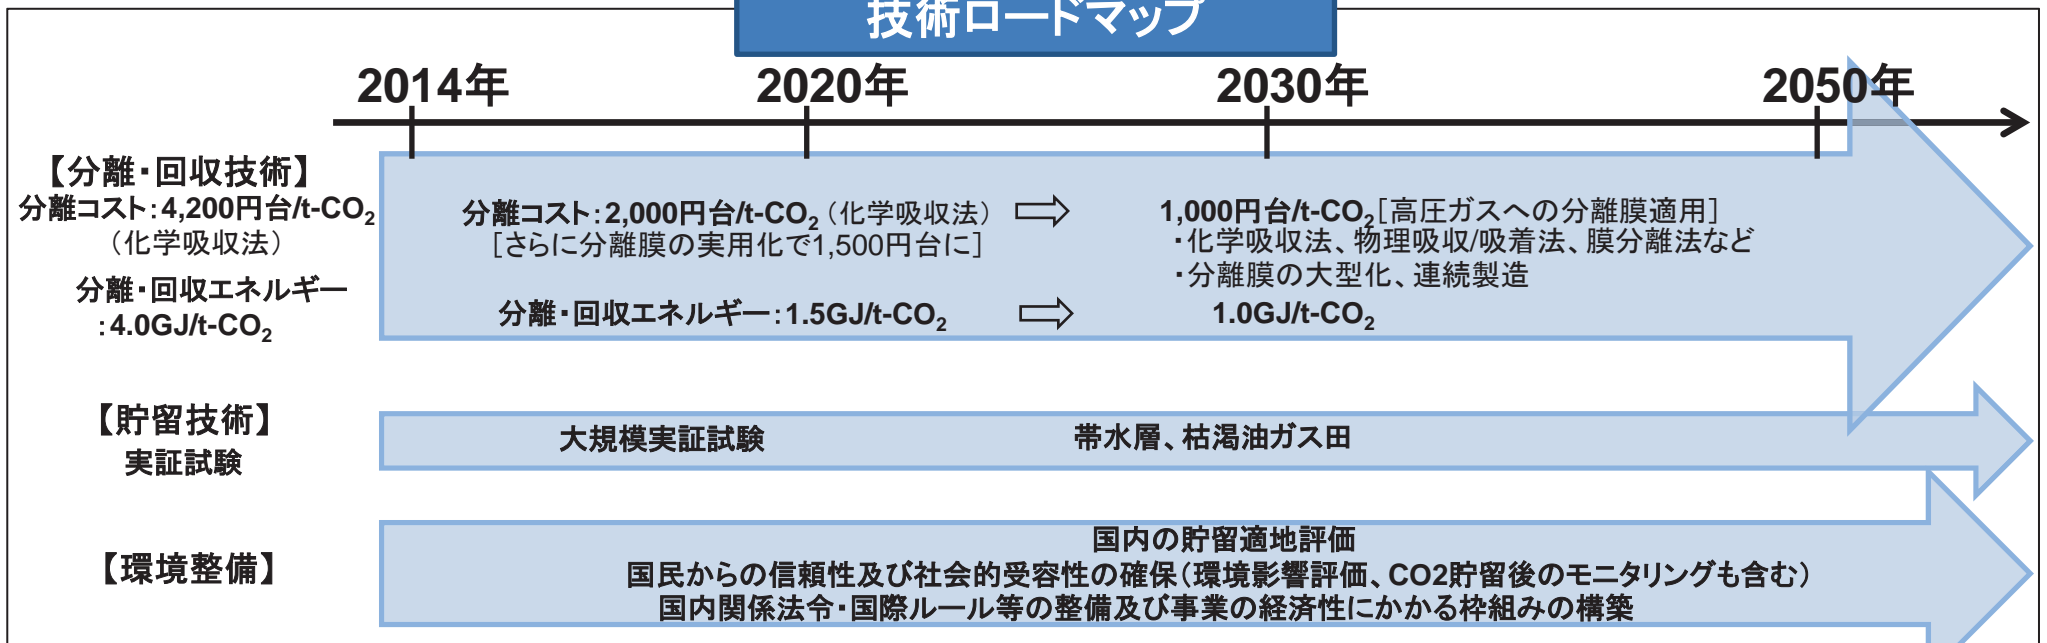 技術ロードマップ
2014年
2020年
2030年
2050年
【分離・回収技術】
分離コスト：4,200円台/t-CO₂
（化学吸収法）
分離・回収エネルギー
：4.0GJ/t-CO₂
分離コスト：2,000円台/t-CO₂（化学吸収法）
［さらに分離膜の実用化で1,500円台に］
分離・回収エネルギー：1.5GJ/t-CO₂
1,000円台/t-CO₂［高圧ガスへの分離膜適用］
・化学吸収法、物理吸収/吸着法、膜分離法など
・分離膜の大型化、連続製造
1.0GJ/t-CO₂
【貯留技術】
実証試験
大規模実証試験
帯水層、枯渇油ガス田
【環境整備】
国内の貯留適地評価
国民からの信頼性及び社会的受容性の確保（環境影響評価、CO2貯留後のモニタリングも含む）
国内関係法令・国際ルール等の整備及び事業の経済性にかかる枠組みの構築